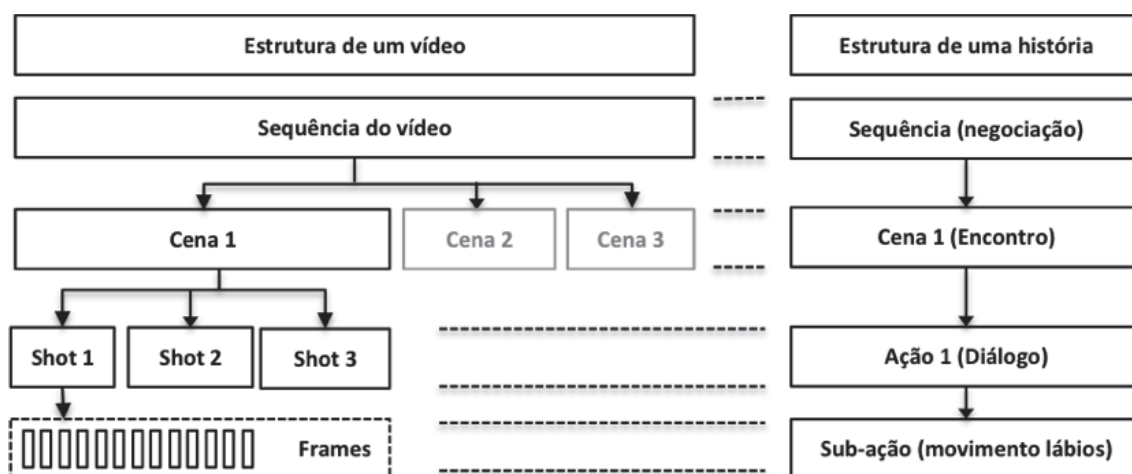 Estrutura de um vídeo
Estrutura de uma história
Sequência do vídeo
Sequência (negociação)
Cena 1
Cena 2
Cena 3
Cena 1 (Encontro)
Shot 1
Shot 2
Shot 3
Ação 1 (Diálogo)
Frames
Sub-ação (movimento lábios)